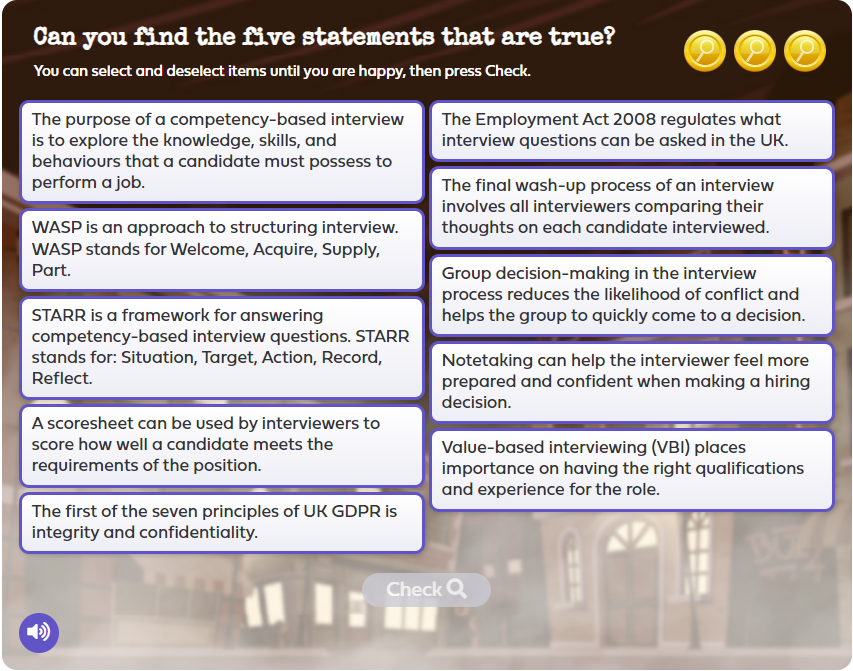 Can you find the five statements that are true?
You can select and deselect items until you are happy, then press Check.
The purpose of a competency-based interview
is to explore the knowledge, skills, and
behaviours that a candidate must possess to
perform a job.
WASP is an approach to structuring interview.
WASP stands for Welcome, Acquire, Supply,
Part.
STARR is a framework for answering
competency-based interview questions. STARR
stands for: Situation, Target, Action, Record,
Reflect.
A scoresheet can be used by interviewers to
score how well a candidate meets the
requirements of the position.
The first of the seven principles of UK GDPR is
integrity and confidentiality.
The Employment Act 2008 regulates what
interview questions can be asked in the UK.
The final wash-up process of an interview
involves all interviewers comparing their
thoughts on each candidate interviewed.
Group decision-making in the interview
process reduces the likelihood of conflict and
helps the group to quickly come to a decision.
Notetaking can help the interviewer feel more
prepared and confident when making a hiring
decision.
Value-based interviewing (VBI) places
importance on having the right qualifications
and experience for the role.
Check